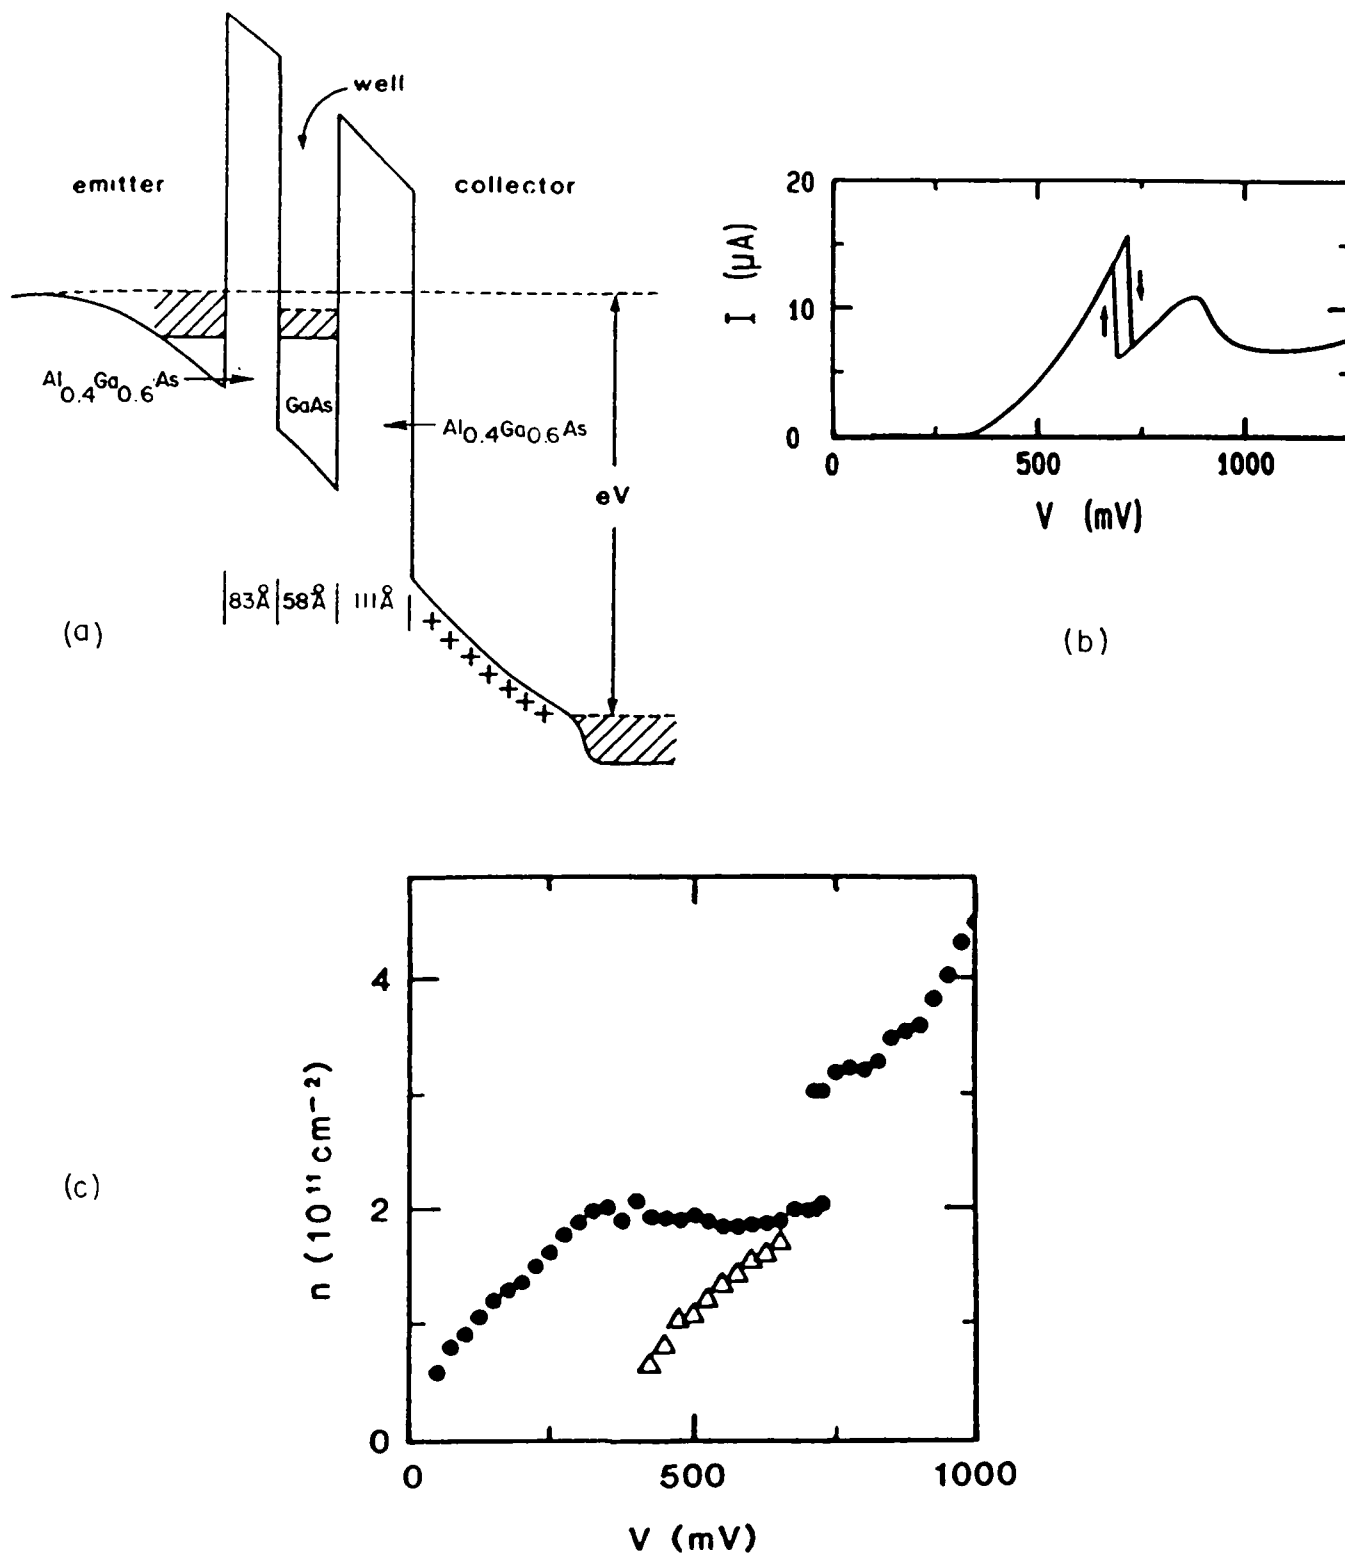 well
emitter
collector
Al0.4Ga0.6As
GaAs
Al0.4Ga0.6As
eV
83Å
58Å
111Å
(a)
20
10
0
I (μA)
0
500
1000
V (mV)
(b)
4
2
0
n (10¹¹cm⁻²)
0
500
1000
V (mV)
(c)